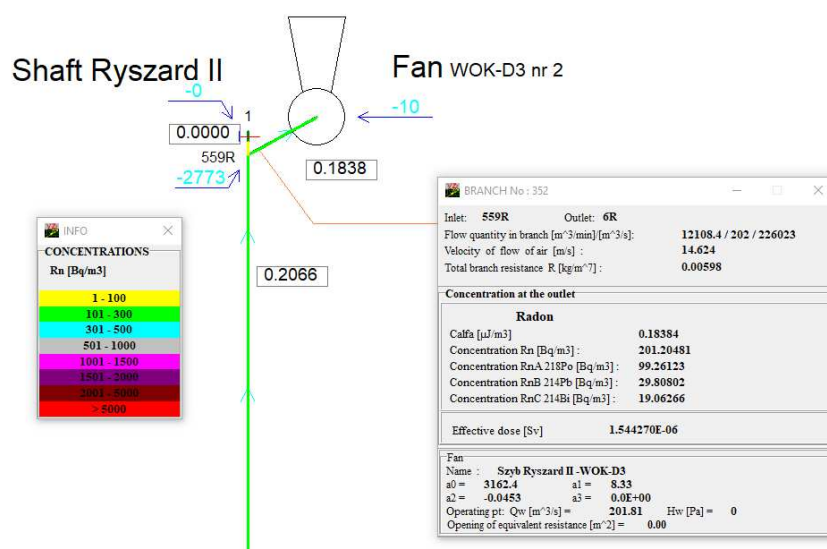 Shaft Ryszard II
Fan WOK-D3 nr 2
-0
1
-10
0.0000
559R
0.1838
-2773
0.2066
INFO
CONCENTRATIONS
Rn [Bq/m3]
1 - 100
101 - 300
301 - 500
501 - 1000
1001 - 1500
1501 - 2000
2001 - 5000
> 5000
BRANCH No : 352
Inlet: 559R Outlet: 6R
Flow quantity in branch [m^3/min]/[m^3/s]: 12108.4 / 202 / 226023
Velocity of flow of air [m/s] : 14.624
Total branch resistance R [kg/m^7] : 0.00598
Concentration at the outlet
Radon
Calfa [μJ/m3] 0.18384
Concentration Rn [Bq/m3] : 201.20481
Concentration RnA 218Po [Bq/m3] : 99.26123
Concentration RnB 214Pb [Bq/m3] : 29.80802
Concentration RnC 214Bi [Bq/m3] : 19.06266
Effective dose [Sv] 1.544270E-06
Fan
Name : Szyb Ryszard II -WOK-D3
a0 = 3162.4 a1 = 8.33
a2 = -0.0453 a3 = 0.0E+00
Operating pt: Qw [m^3/s] = 201.81 Hw [Pa] = 0
Opening of equivalent resistance [m^2] = 0.00